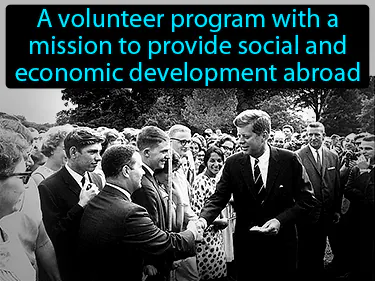 A volunteer program with a
mission to provide social and
economic development abroad